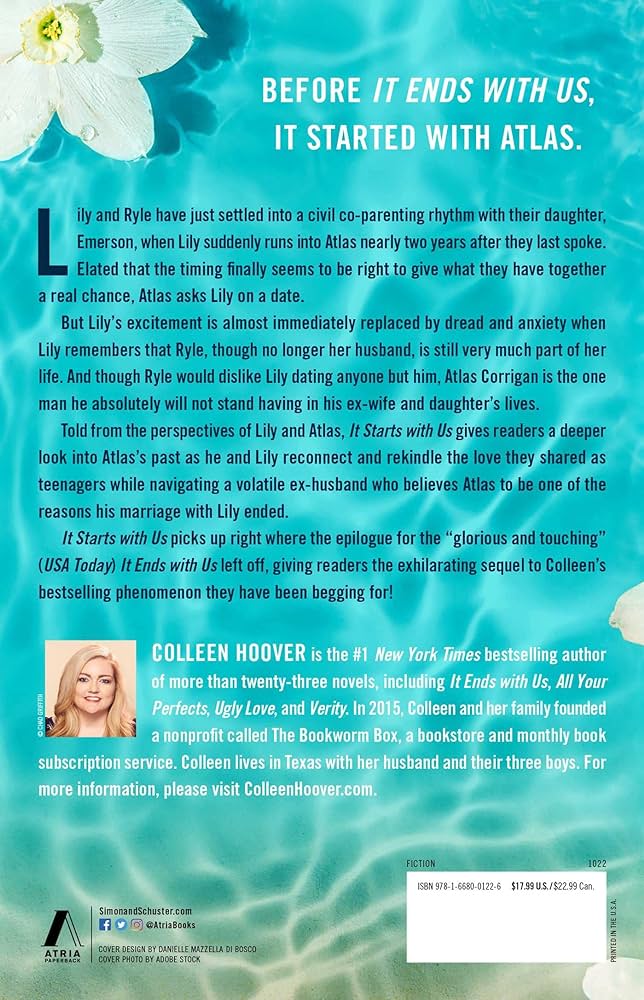 BEFORE IT ENDS WITH US,
IT STARTED WITH ATLAS.
Lily and Ryle have just settled into a civil co-parenting rhythm with their daughter,
Emerson, when Lily suddenly runs into Atlas nearly two years after they last spoke.
Elated that the timing finally seems to be right to give what they have together
a real chance, Atlas asks Lily on a date.
But Lily’s excitement is almost immediately replaced by dread and anxiety when
Lily remembers that Ryle, though no longer her husband, is still very much part of her
life. And though Ryle would dislike Lily dating anyone but him, Atlas Corrigan is the one
man he absolutely will not stand having in his ex-wife and daughter’s lives.
Told from the perspectives of Lily and Atlas, It Starts with Us gives readers a deeper
look into Atlas’s past as he and Lily reconnect and rekindle the love they shared as
teenagers while navigating a volatile ex-husband who believes Atlas to be one of the
reasons his marriage with Lily ended.
It Starts with Us picks up right where the epilogue for the “glorious and touching”
(USA Today) It Ends with Us left off, giving readers the exhilarating sequel to Colleen’s
bestselling phenomenon they have been begging for!
© CHAD GRIFFITH
COLLEEN HOOVER is the #1 New York Times bestselling author
of more than twenty-three novels, including It Ends with Us, All Your
Perfects, Ugly Love, and Verity. In 2015, Colleen and her family founded
a nonprofit called The Bookworm Box, a bookstore and monthly book
subscription service. Colleen lives in Texas with her husband and their three boys. For
more information, please visit ColleenHoover.com.
FICTION 1022
ISBN 978-1-6680-0122-6 $17.99 U.S./$22.99 Can.
PRINTED IN THE U.S.A.
ATRIA
PAPERBACK
SimonandSchuster.com
@AtriaBooks
COVER DESIGN BY DANIELLE MAZZELLA DI BOSCO
COVER PHOTO BY ADOBE STOCK